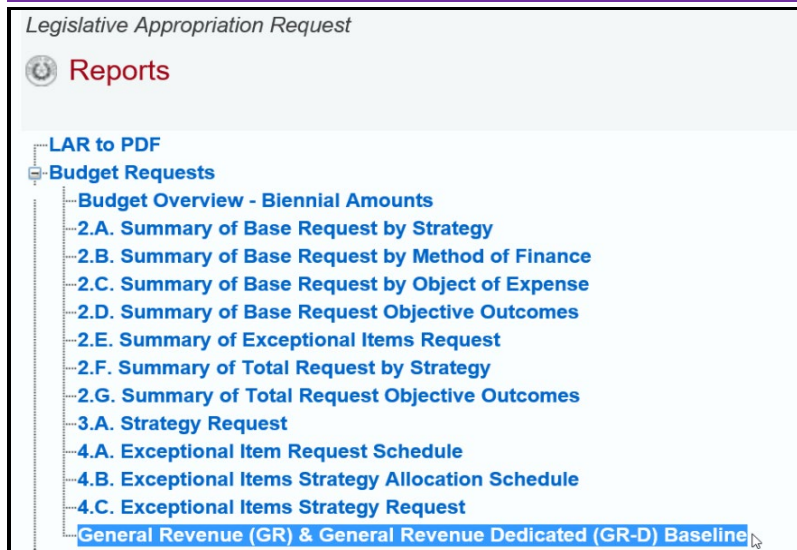 Legislative Appropriation Request
Reports
LAR to PDF
Budget Requests
Budget Overview - Biennial Amounts
2.A. Summary of Base Request by Strategy
2.B. Summary of Base Request by Method of Finance
2.C. Summary of Base Request by Object of Expense
2.D. Summary of Base Request Objective Outcomes
2.E. Summary of Exceptional Items Request
2.F. Summary of Total Request by Strategy
2.G. Summary of Total Request Objective Outcomes
3.A. Strategy Request
4.A. Exceptional Item Request Schedule
4.B. Exceptional Items Strategy Allocation Schedule
4.C. Exceptional Items Strategy Request
General Revenue (GR) & General Revenue Dedicated (GR-D) Baseline